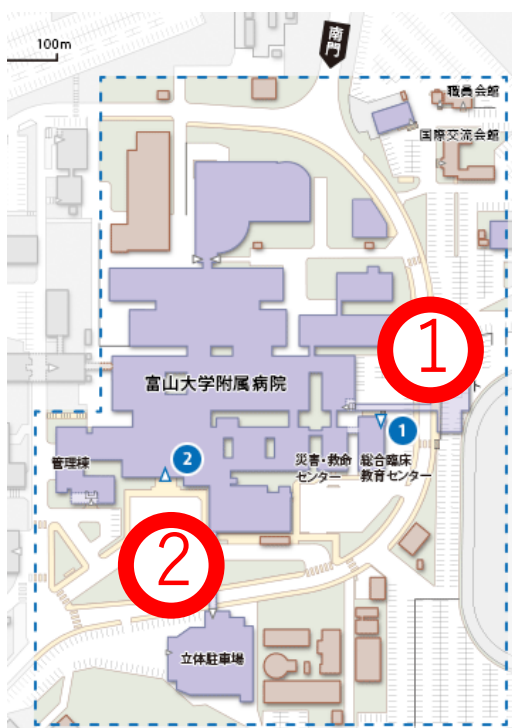 100m
南門
職員会館
国際交流会館
①
ト
富山大学附属病院
1
管理棟
2
災害・救命
センター
総合臨床
教育センター
②
立体駐車場